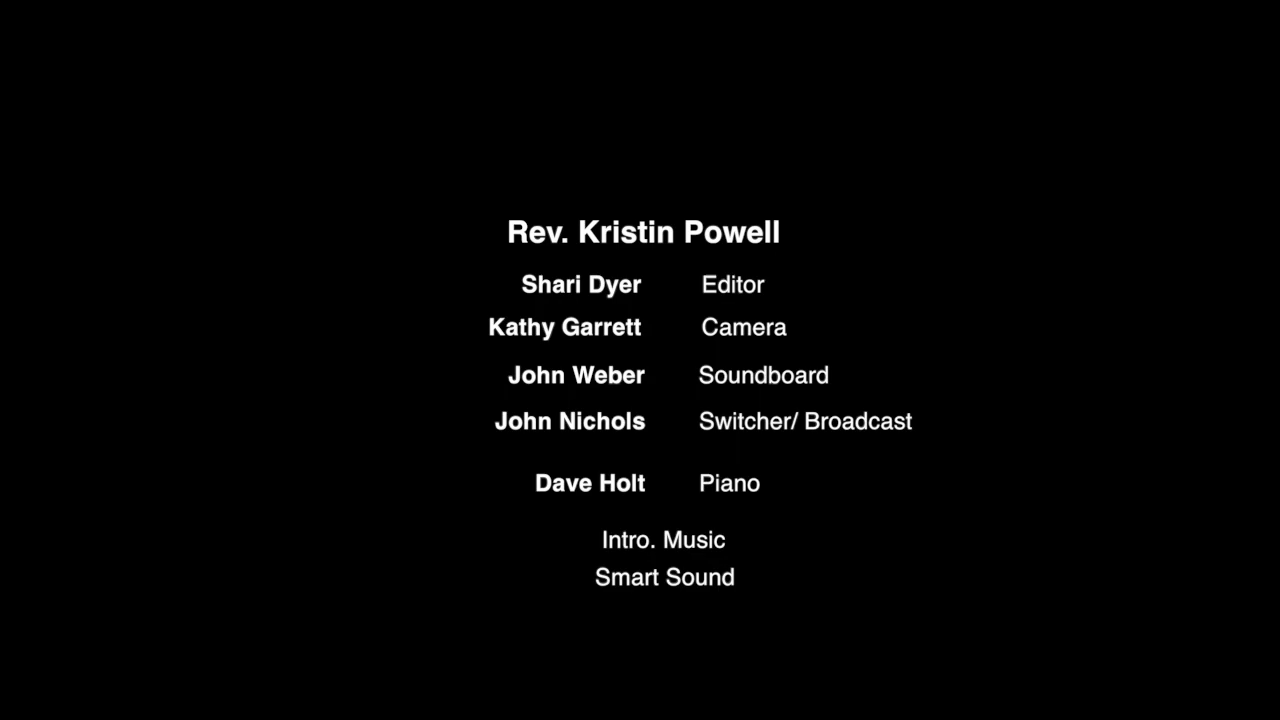 Rev. Kristin Powell
Shari Dyer Editor
Kathy Garrett Camera
John Weber Soundboard
John Nichols Switcher/ Broadcast
Dave Holt Piano
Intro. Music
Smart Sound